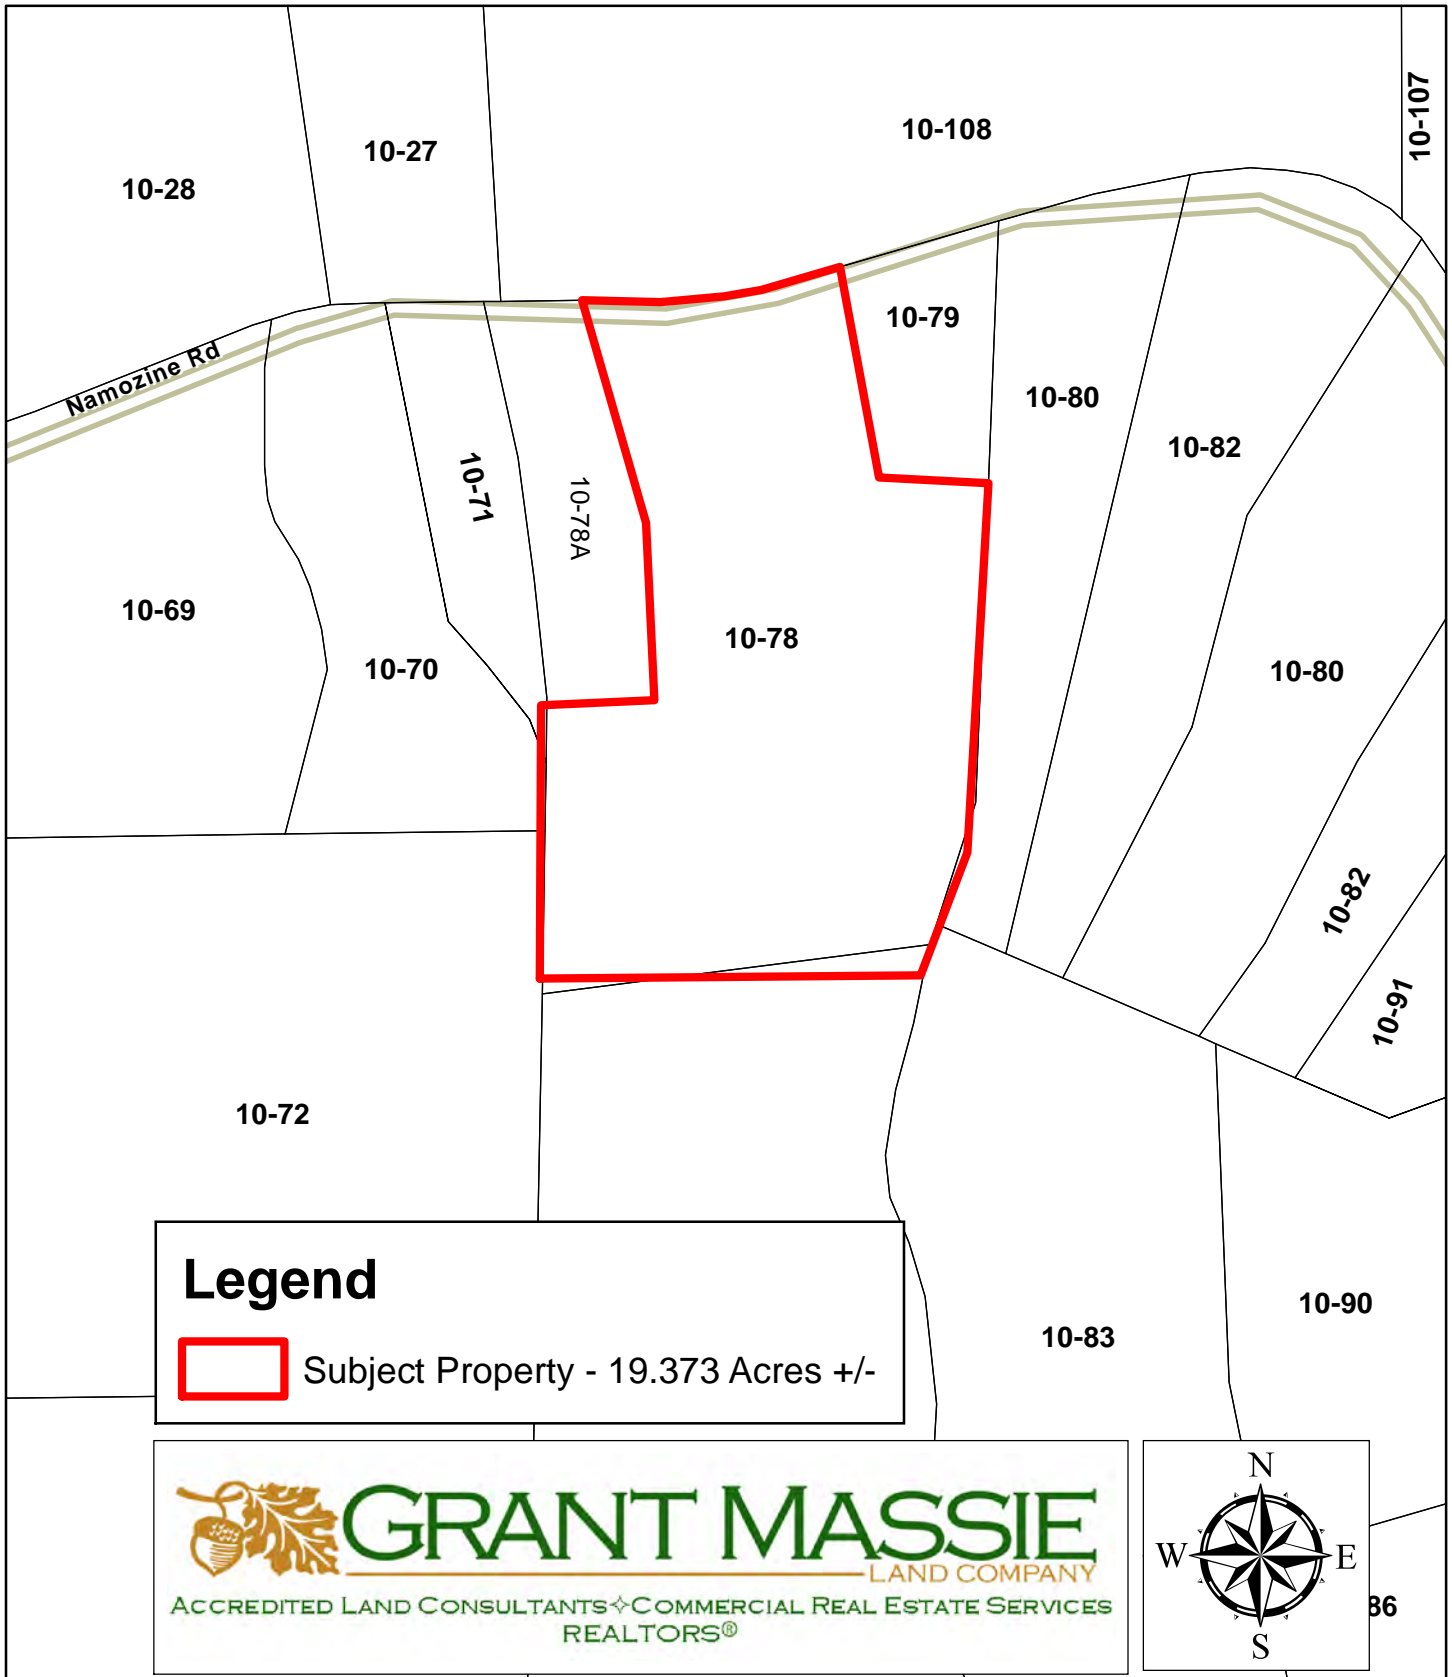 10-107
10-108
10-27
10-28
10-79
Namozine Rd
10-80
10-82
10-71
10-78A
10-69
10-78
10-70
10-80
10-82
10-91
10-72
Legend
10-90
10-83
Subject Property - 19.373 Acres +/-
GRANT MASSIE
LAND COMPANY
ACCREDITED LAND CONSULTANTS✧COMMERCIAL REAL ESTATE SERVICES
REALTORS®
N
W E
S
86